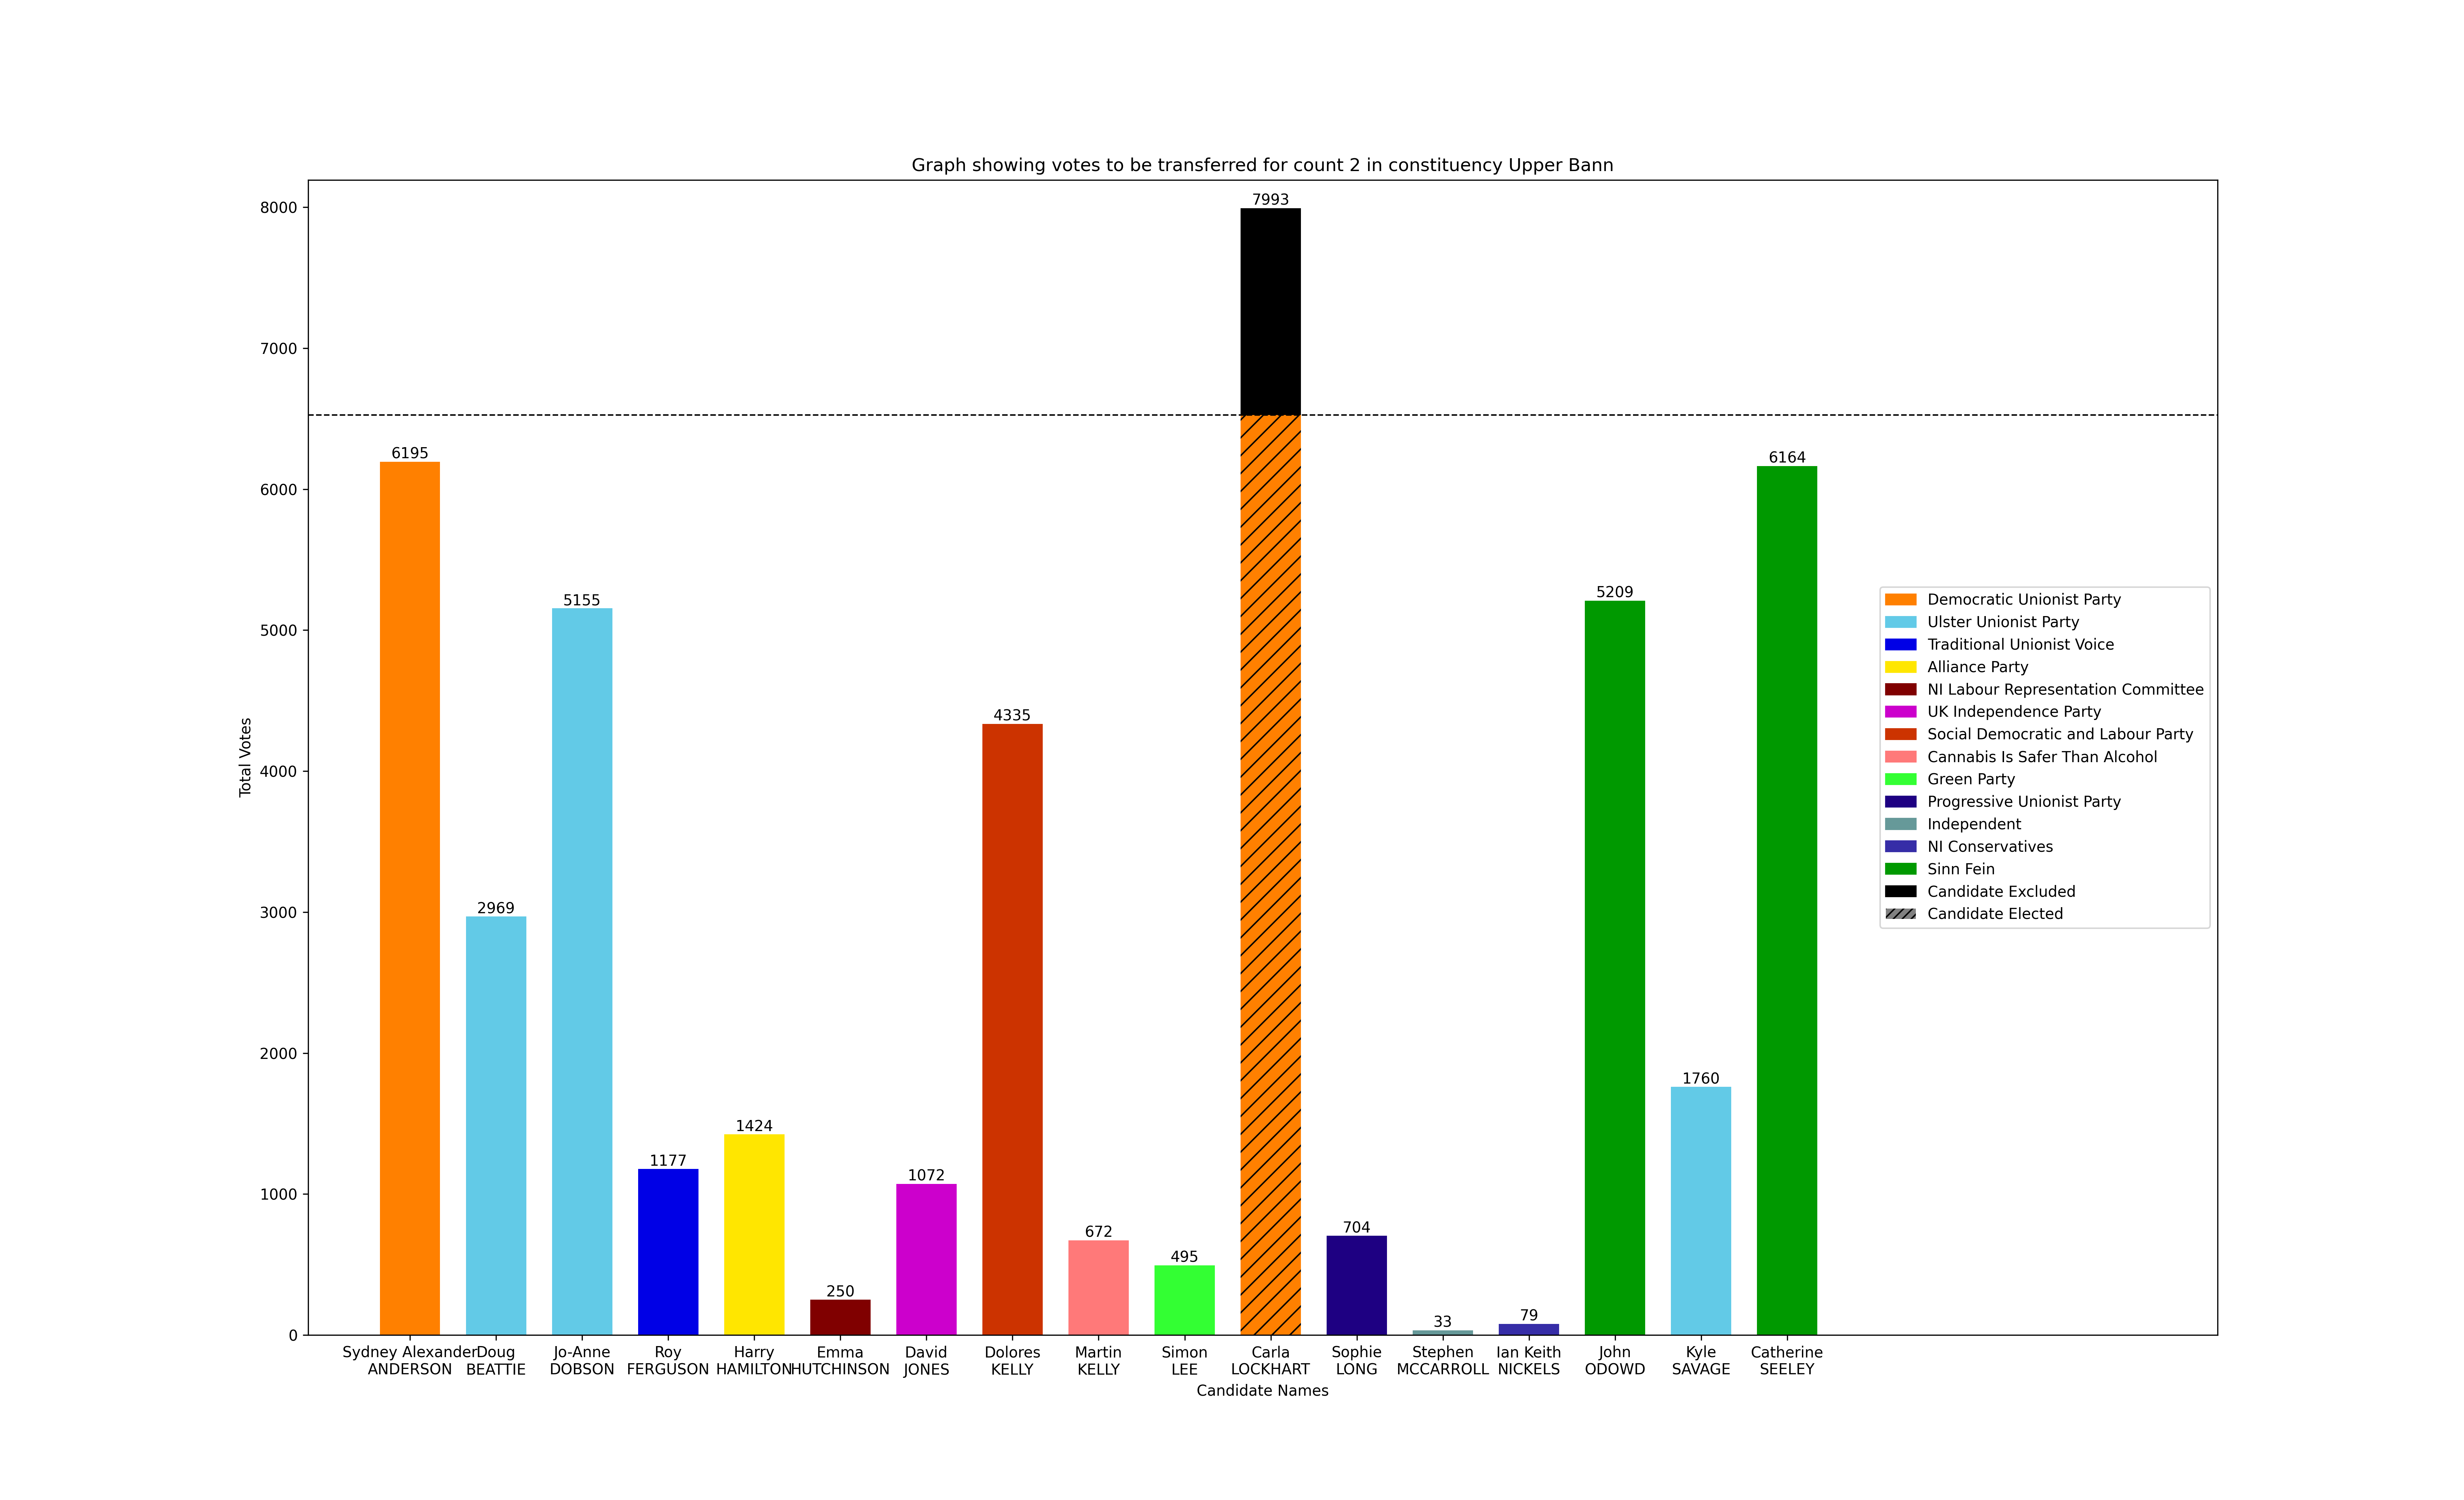 Graph showing votes to be transferred for count 2 in constituency Upper Bann
8000
7000
6000
5000
4000
3000
2000
1000
0
Total Votes
6195
2969
5155
1177
1424
250
1072
4335
672
495
7993
704
33
79
5209
1760
6164
Democratic Unionist Party
Ulster Unionist Party
Traditional Unionist Voice
Alliance Party
NI Labour Representation Committee
UK Independence Party
Social Democratic and Labour Party
Cannabis Is Safer Than Alcohol
Green Party
Progressive Unionist Party
Independent
NI Conservatives
Sinn Fein
Candidate Excluded
Candidate Elected
Sydney Alexander
ANDERSON
Doug
BEATTIE
Jo-Anne
DOBSON
Roy
FERGUSON
Harry
HAMILTON
Emma
HUTCHINSON
David
JONES
Dolores
KELLY
Martin
KELLY
Simon
LEE
Carla
LOCKHART
Sophie
LONG
Stephen
MCCARROLL
Ian Keith
NICKELS
John
ODOWD
Kyle
SAVAGE
Catherine
SEELEY
Candidate Names